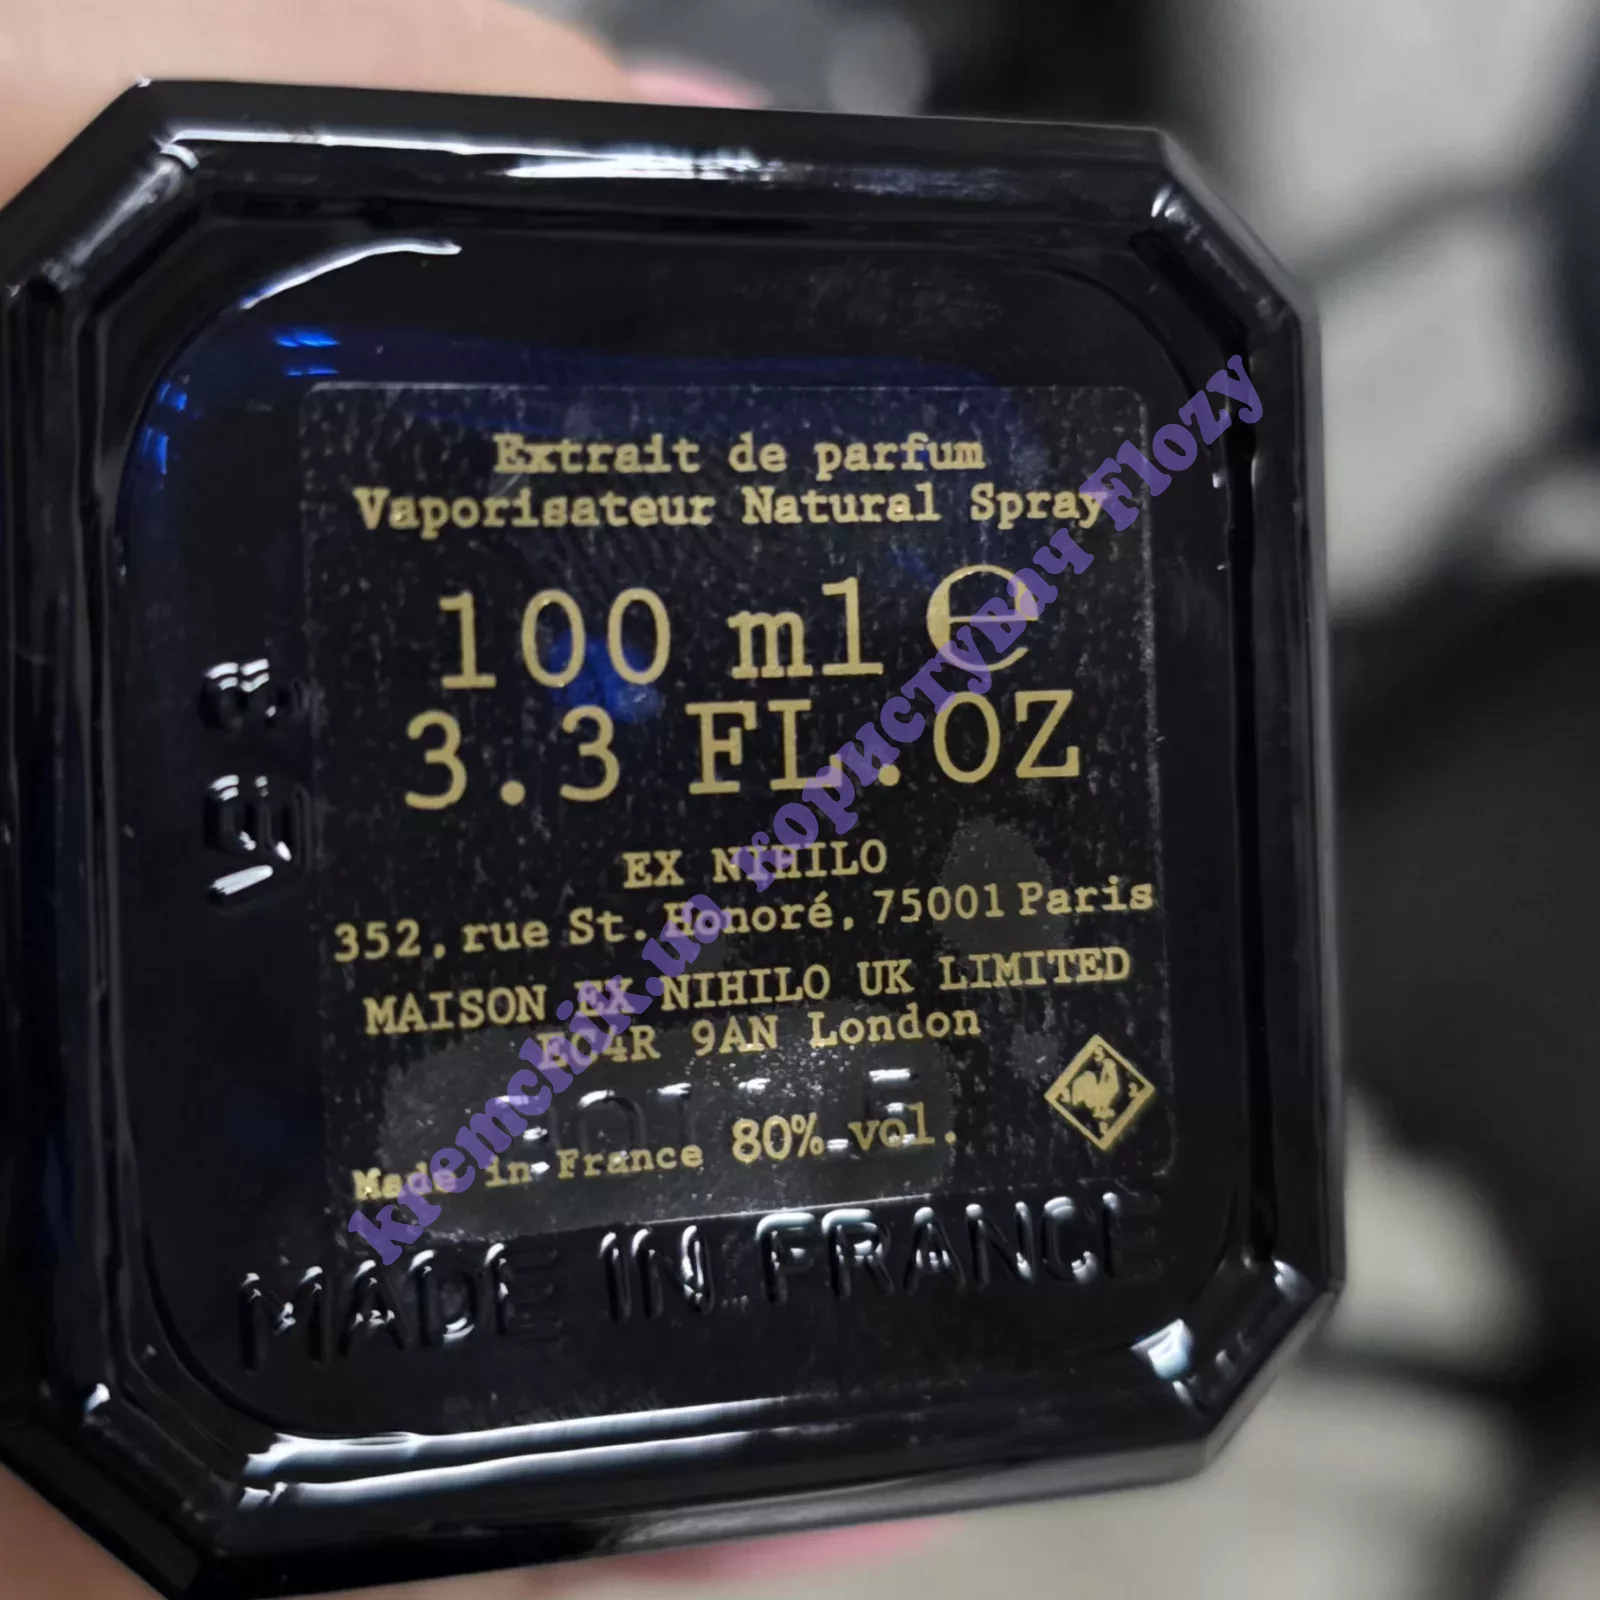 Extrait de parfum
Vaporisateur Natural Spray
100 ml e
3.3 FL.OZ
EX NIHILO
352, rue St. Honoré, 75001 Paris
MAISON EX NIHILO UK LIMITED
EC4R 9AN London
Made in France 80% vol.
MADE IN FRANCE
kremchik.ua користувач Flozy